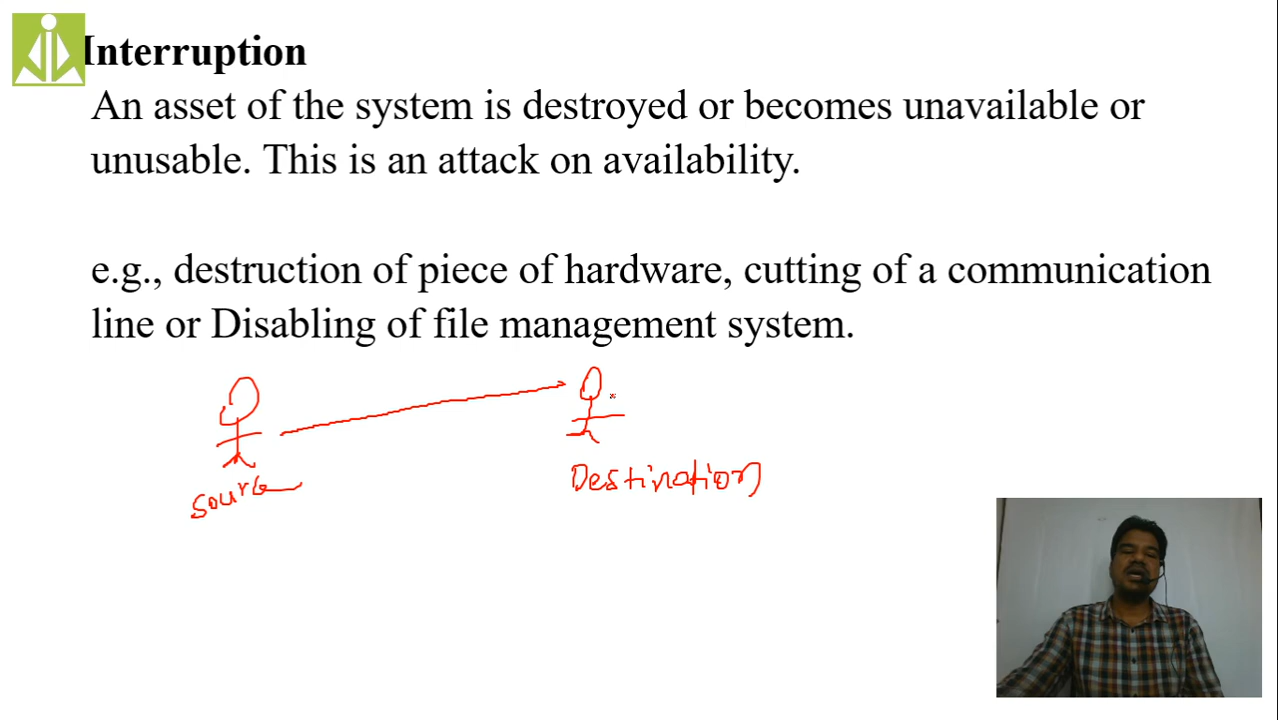 Interruption
An asset of the system is destroyed or becomes unavailable or
unusable. This is an attack on availability.
e.g., destruction of piece of hardware, cutting of a communication
line or Disabling of file management system.
Source
Destination